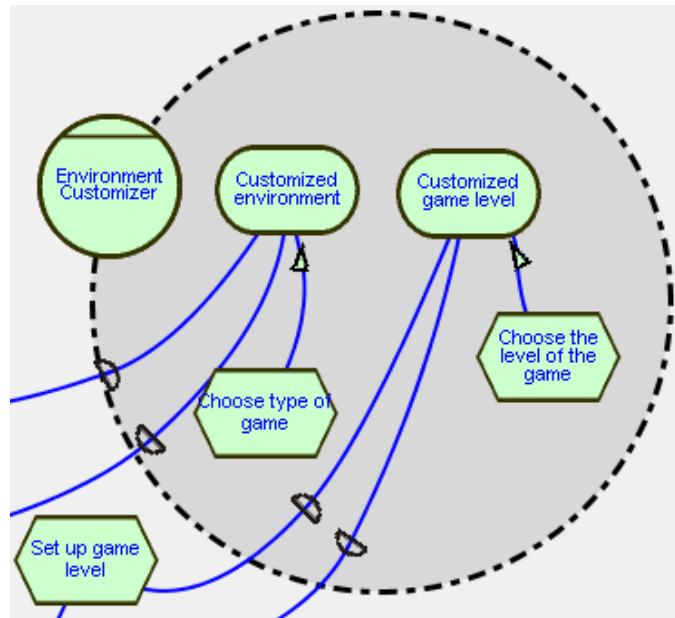 Environment
Customizer
Customized
environment
Customized
game level
Choose the
level of the
game
Choose type of
game
Set up game
level